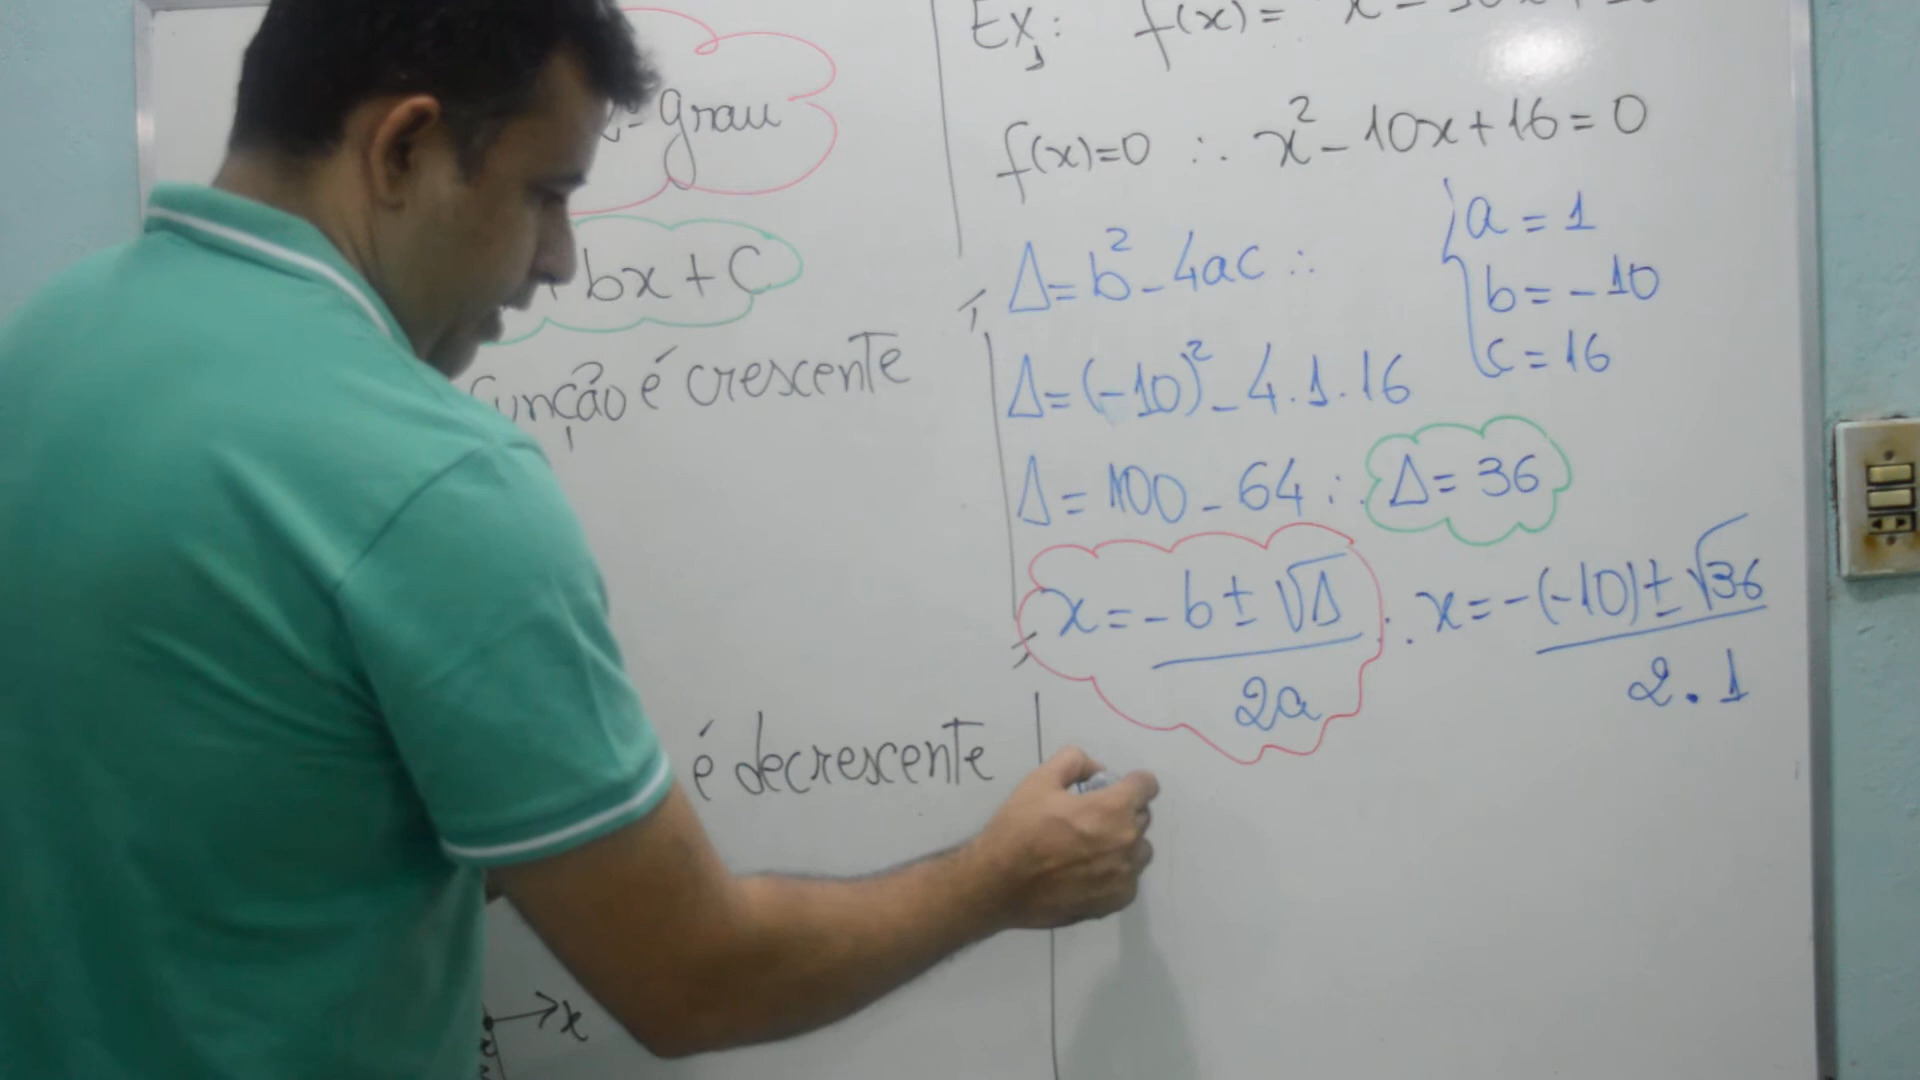 grau
+ bx + C
função é crescente
é decrescente
x
Ex1: f(x) =
f(x)=0 ∴ x² - 10x + 16 = 0
a = 1
b = -10
c = 16
Δ = b² - 4ac ∴
Δ = (-10)² - 4.1.16
Δ = 100 - 64 ∴ Δ = 36
x = -b ± √Δ / 2a ∴ x = -(-10) ± √36 / 2.1